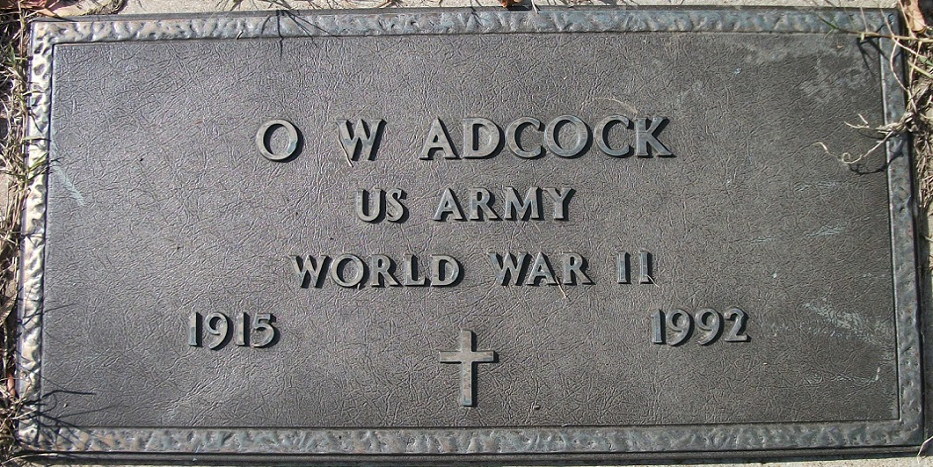 O W ADCOCK
US ARMY
WORLD WAR II
1915 1992